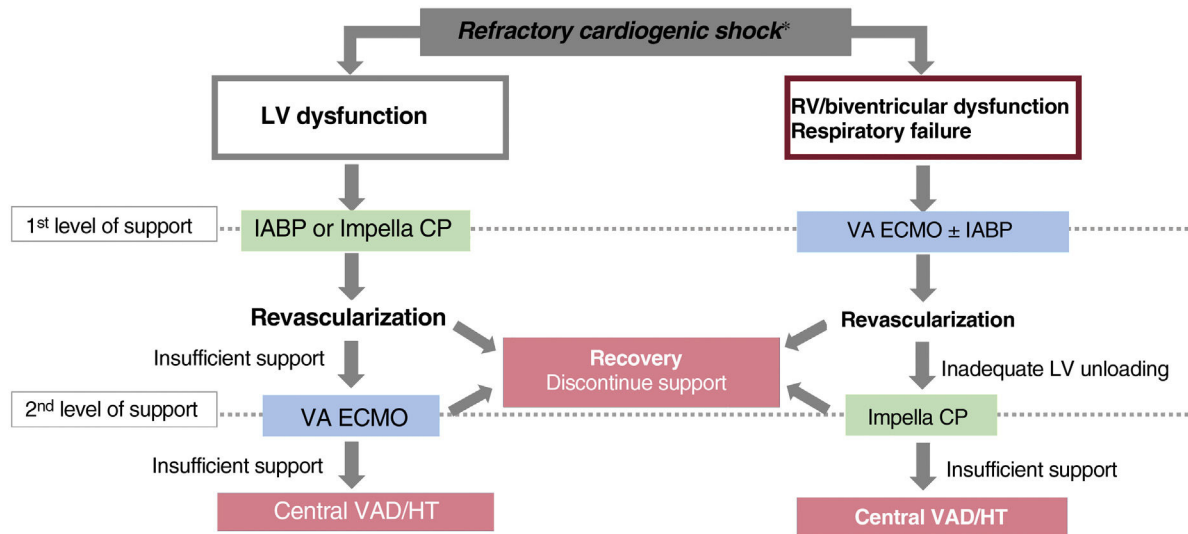 Refractory cardiogenic shock*
LV dysfunction
RV/biventricular dysfunction
Respiratory failure
1st level of support
IABP or Impella CP
VA ECMO ± IABP
Revascularization
Revascularization
Insufficient support
Recovery
Discontinue support
Inadequate LV unloading
2nd level of support
VA ECMO
Impella CP
Insufficient support
Insufficient support
Central VAD/HT
Central VAD/HT